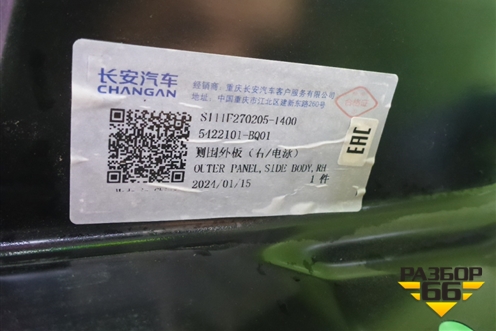 长安汽车
CHANGAN
经销商：重庆长安汽车客户服务有限公司
地址：中国重庆市江北区建新东路260号
S111F270205-1400
5422101-BQ01
侧围外板（右/电泳）
OUTER PANEL,SIDE BODY,RH
2024/01/15 1 件
EAC
РАЗБОР
66